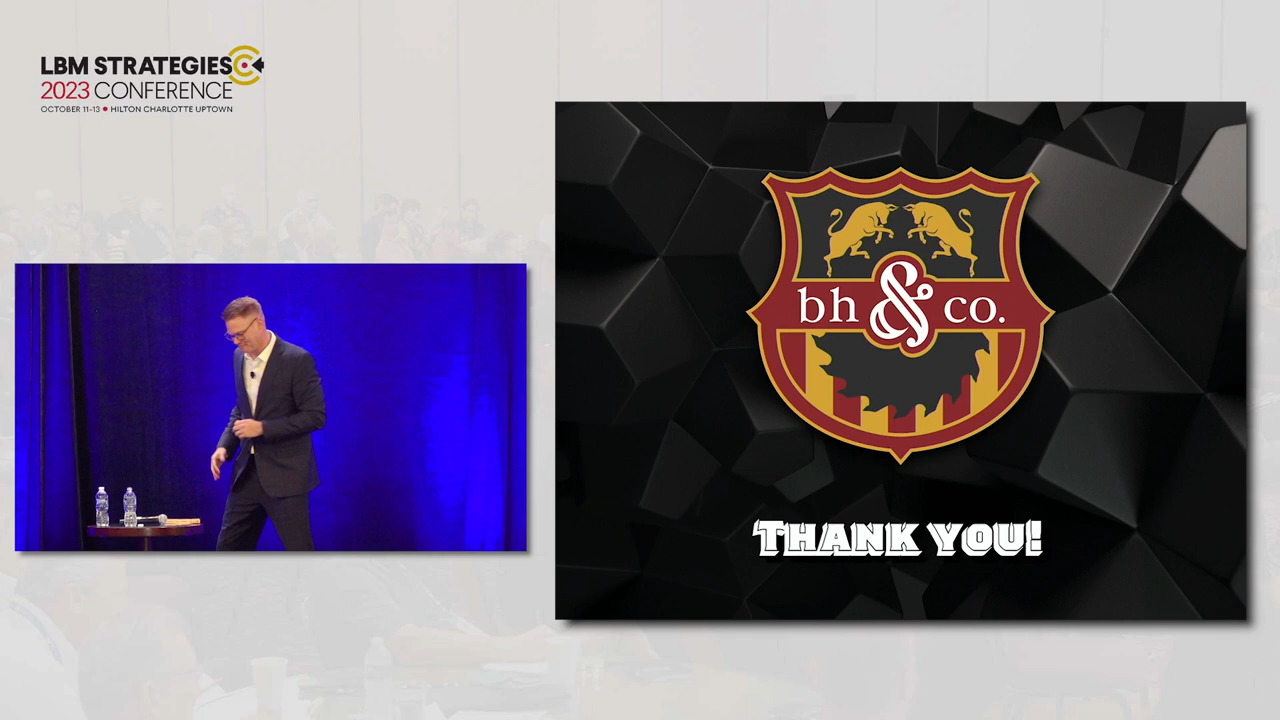 LBM STRATEGIES
2023 CONFERENCE
OCTOBER 11-13 • HILTON CHARLOTTE UPTOWN
bh & co.
THANK YOU!